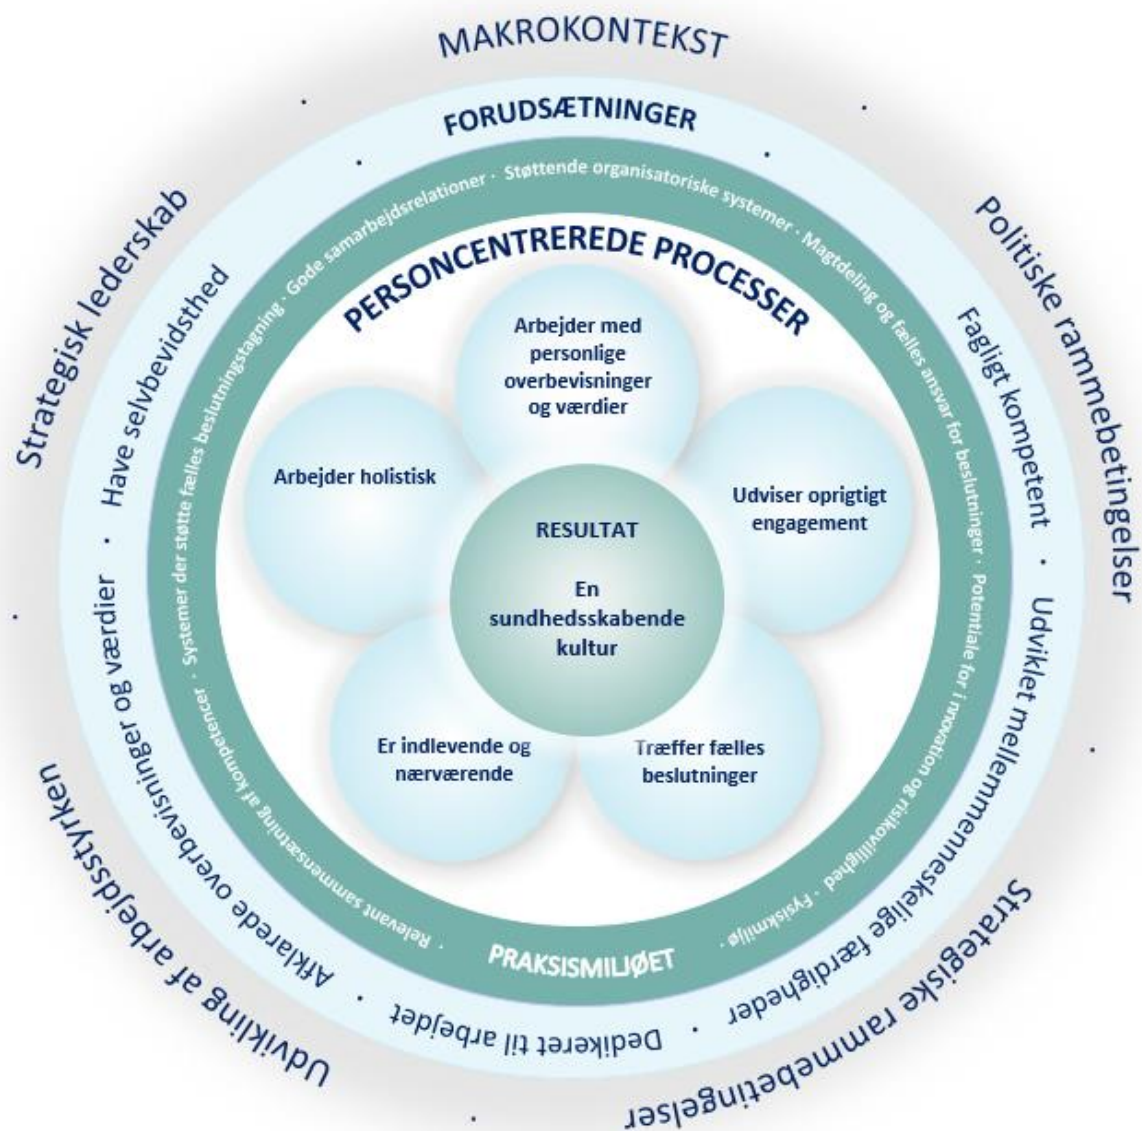 MAKROKONTEKST
Politiske rammebetingelser
Strategiske rammebetingelser
Udvikling af arbejdsstyrken
Strategisk lederskab
FORUDSÆTNINGER
Fagligt kompetent · Udviklet mellemmenneskelige færdigheder · Dedikeret til arbejdet · Afklarede overbevisninger og værdier · Have selvbevidsthed
PRAKSISMILJØET
· Relevant sammensætning af kompetencer · Systemer der støtte fælles beslutningstagning · Gode samarbejdsrelationer · Støttende organisatoriske systemer · Magtdeling og fælles ansvar for beslutninger · Potentiale for i nnovation og risikovillighed · Fysiskmiljø ·
PERSONCENTREREDE PROCESSER
Arbejder med
personlige
overbevisninger
og værdier
Udviser oprigtigt
engagement
Træffer fælles
beslutninger
Er indlevende og
nærværende
Arbejder holistisk
RESULTAT
En
sundhedsskabende
kultur